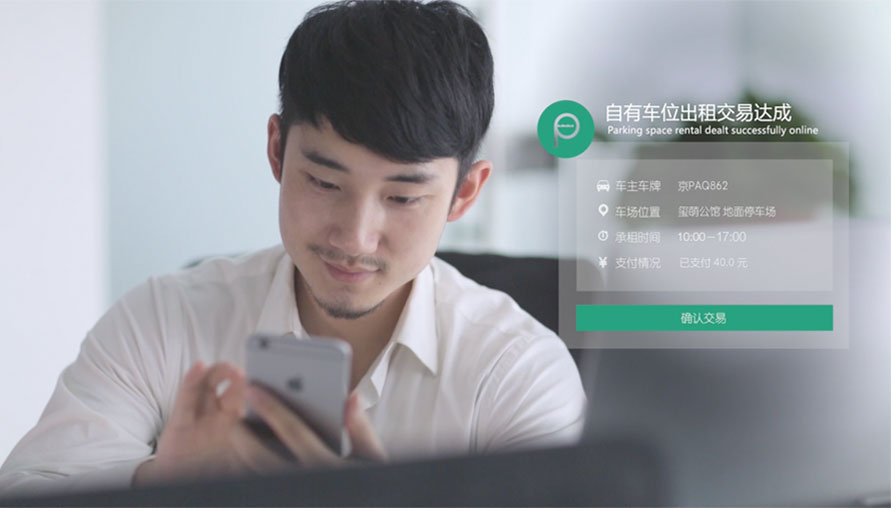 自有车位出租交易达成
Parking space rental dealt successfully online
车主车牌 京PAQ862
车场位置 玺萌公馆 地面停车场
承租时间 10:00－17:00
¥ 支付情况 已支付 40.0 元
确认交易